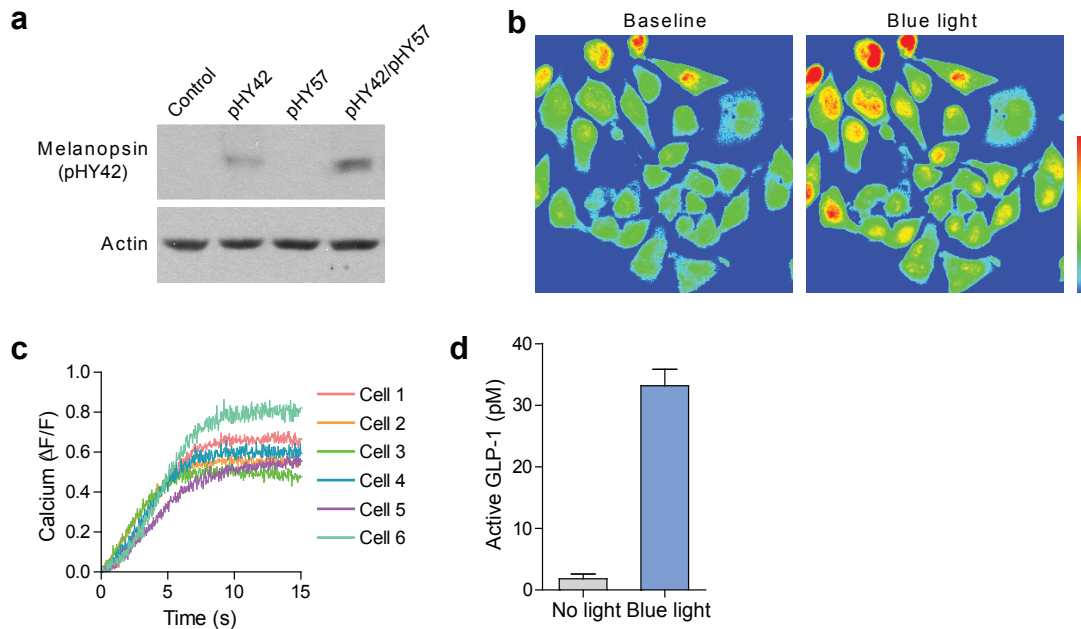 a
Control
pHY42
pHY57
pHY42/pHY57
Melanopsin
(pHY42)
Actin
b
Baseline
Blue light
c
Calcium (ΔF/F)
1.0
0.8
0.6
0.4
0.2
0.0
0
5
10
15
Time (s)
Cell 1
Cell 2
Cell 3
Cell 4
Cell 5
Cell 6
d
Active GLP-1 (pM)
40
30
20
10
0
No light
Blue light